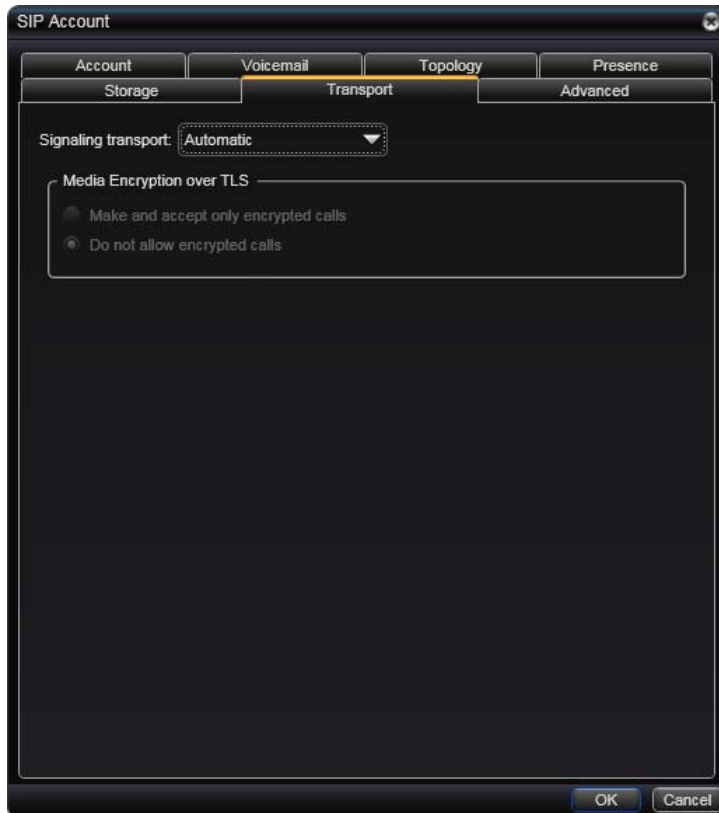 SIP Account
Account Voicemail Topology Presence
Storage Transport Advanced
Signaling transport: Automatic
Media Encryption over TLS
Make and accept only encrypted calls
Do not allow encrypted calls
OK Cancel